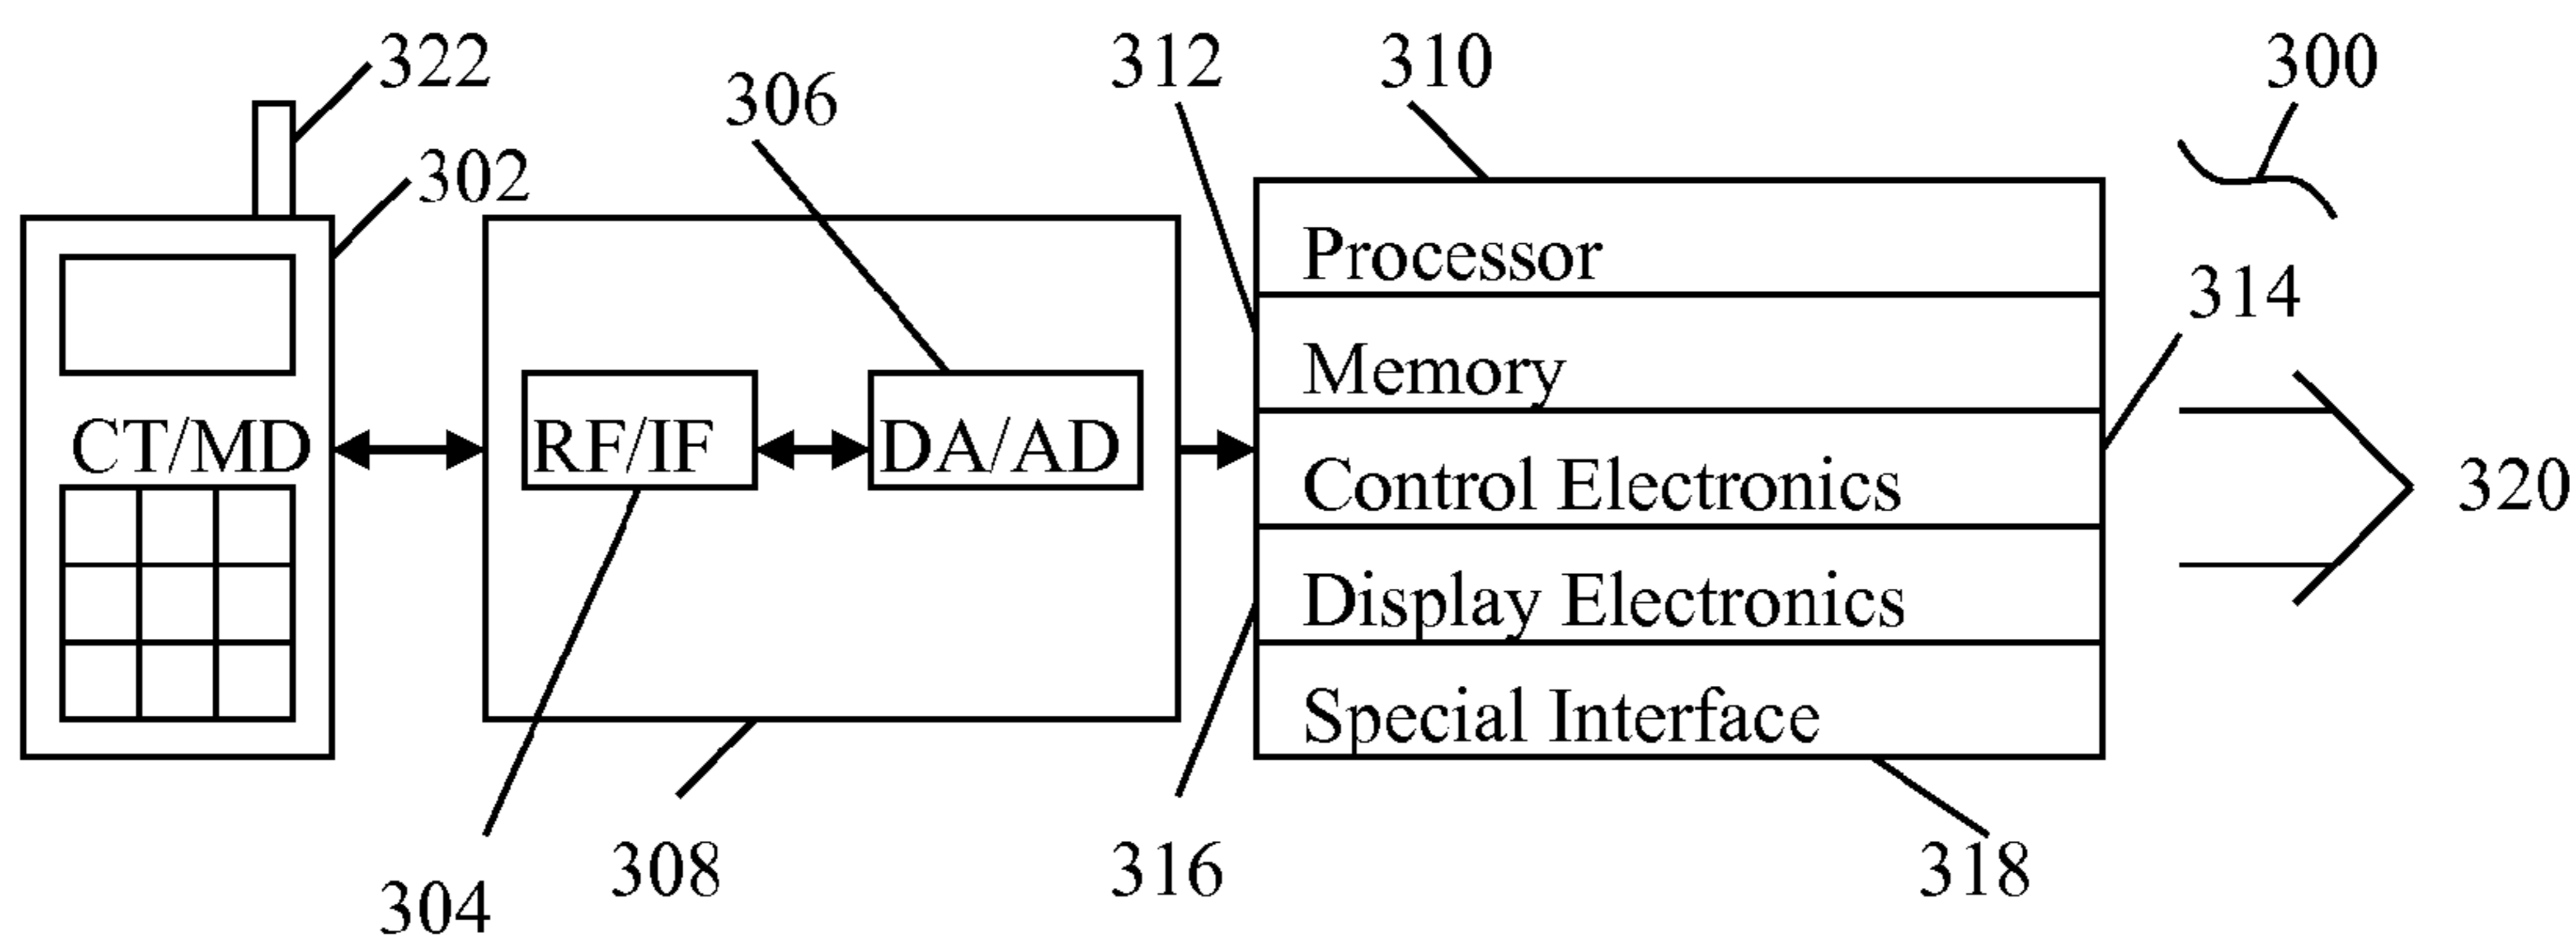 322
312
310
300
306
302
Processor
314
Memory
CT/MD
RF/IF
DA/AD
Control Electronics
320
Display Electronics
Special Interface
308
316
318
304